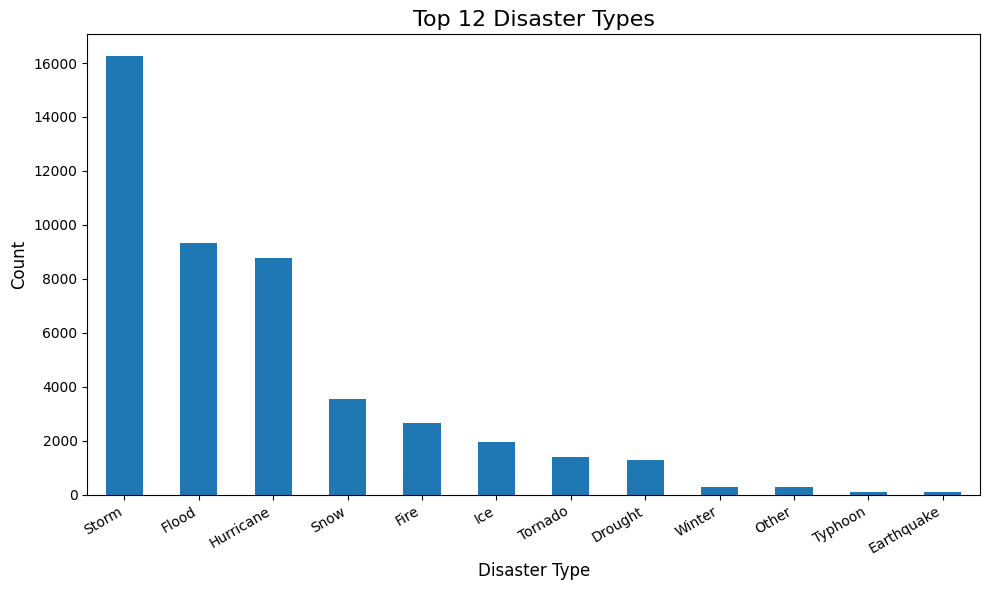 Top 12 Disaster Types
Count
16000
14000
12000
10000
8000
6000
4000
2000
0
Storm
Flood
Hurricane
Snow
Fire
Ice
Tornado
Drought
Winter
Other
Typhoon
Earthquake
Disaster Type